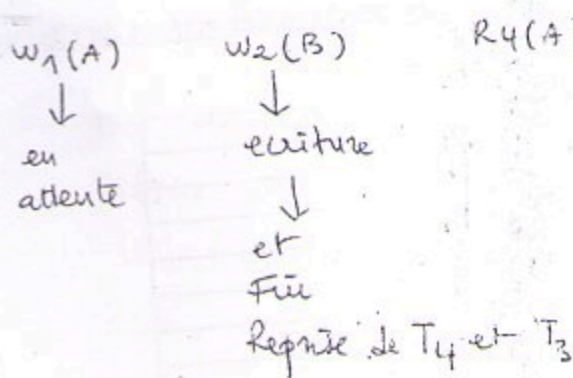 W1(A) W2(B) R4(A
↓ ↓
en ecriture
attente ↓
et
Fin
Reprise de T4 et T3